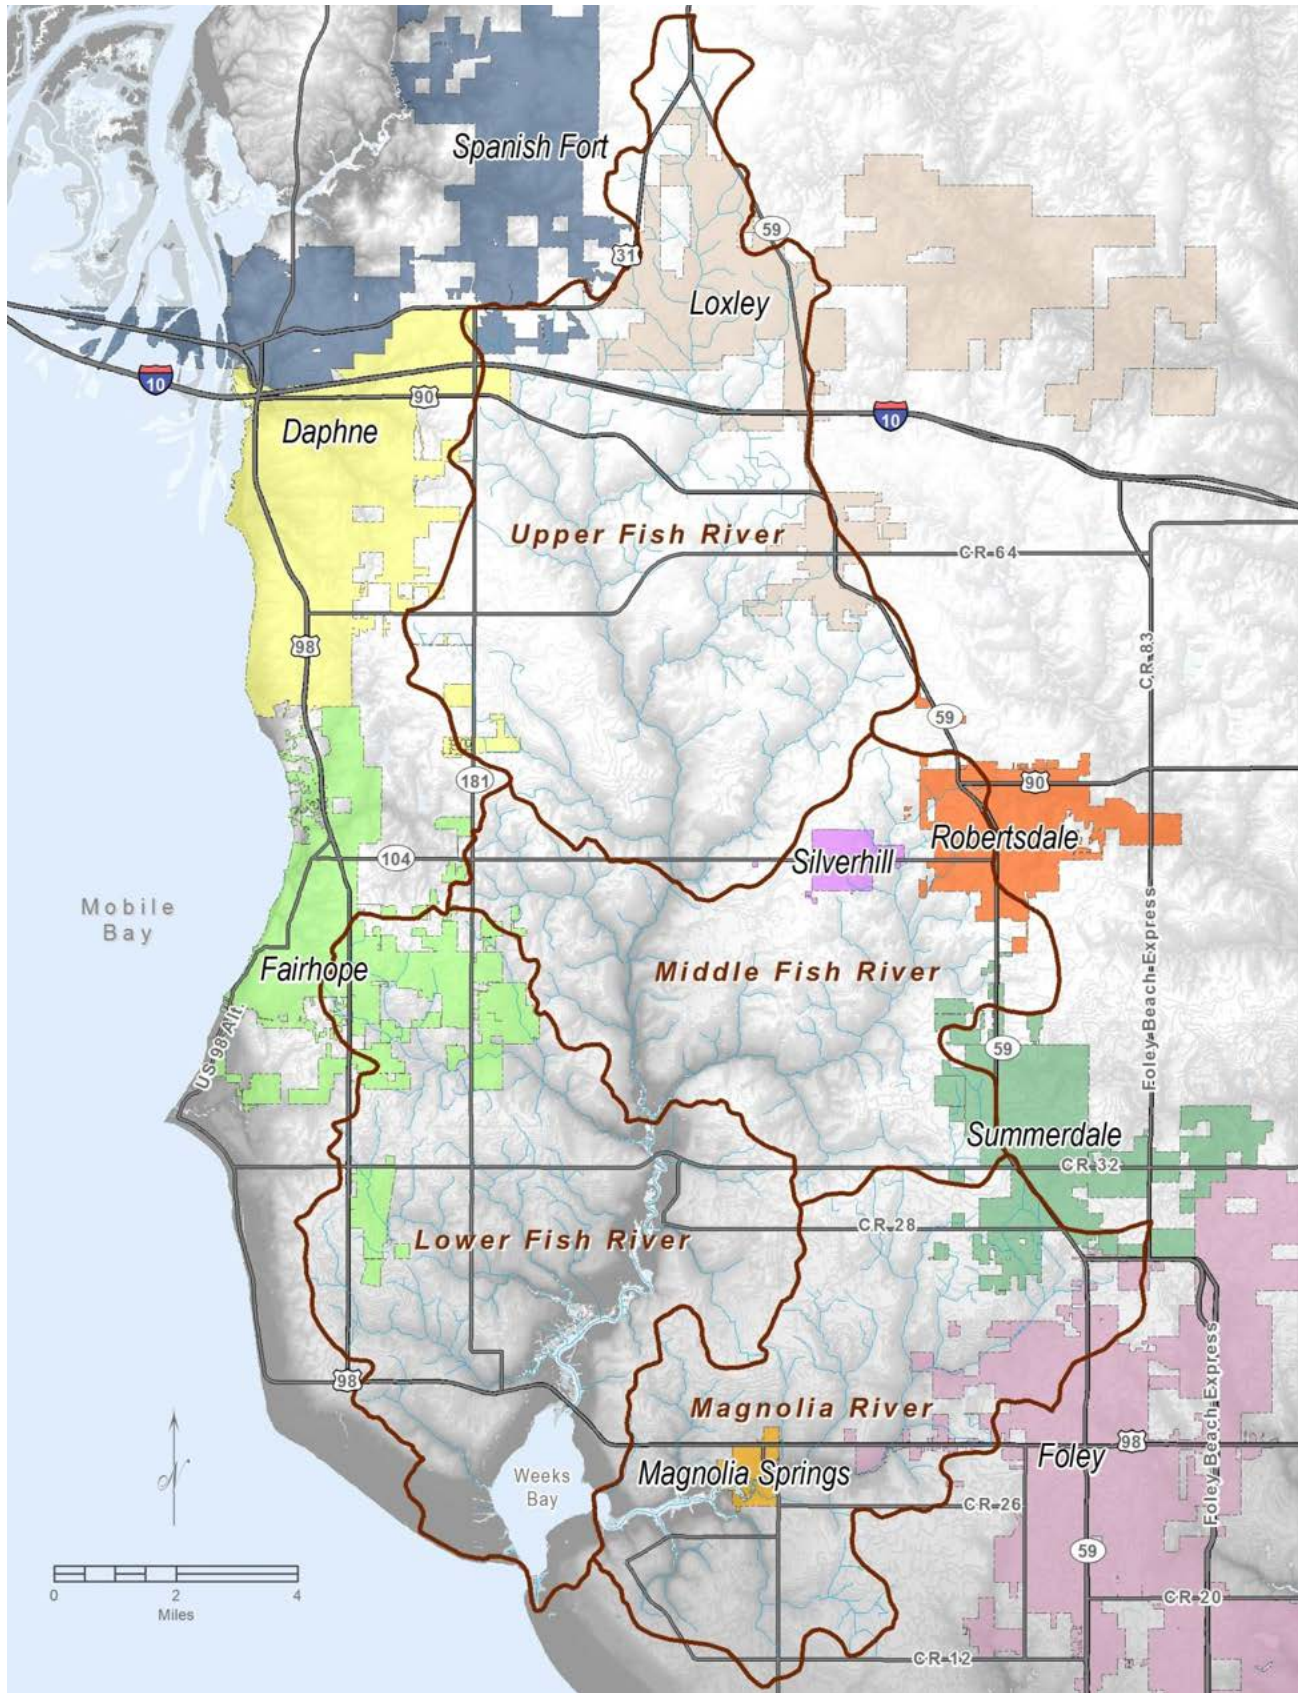 Spanish Fort
59
31
Loxley
10
90
10
Daphne
Upper Fish River
CR 64
98
CR 83
59
181
90
Robertsdale
104
Silverhill
Mobile
Bay
Fairhope
Middle Fish River
US 98 Alt.
59
Foley Beach Express
Summerdale
CR 32
CR 28
Lower Fish River
98
Magnolia River
Foley Beach Express
98
Foley
Magnolia Springs
Weeks
Bay
CR 26
N
59
0 2 4
Miles
CR 20
CR 12